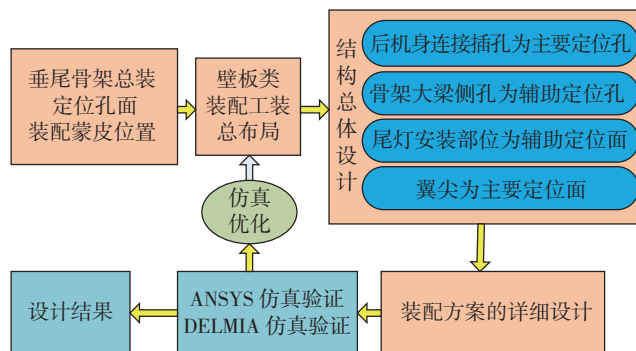 垂尾骨架总装
定位孔面
装配蒙皮位置
壁板类
装配工装
总布局
结构总体设计
后机身连接插孔为主要定位孔
骨架大梁侧孔为辅助定位孔
尾灯安装部位为辅助定位面
翼尖为主要定位面
仿真
优化
设计结果
ANSYS 仿真验证
DELMIA 仿真验证
装配方案的详细设计